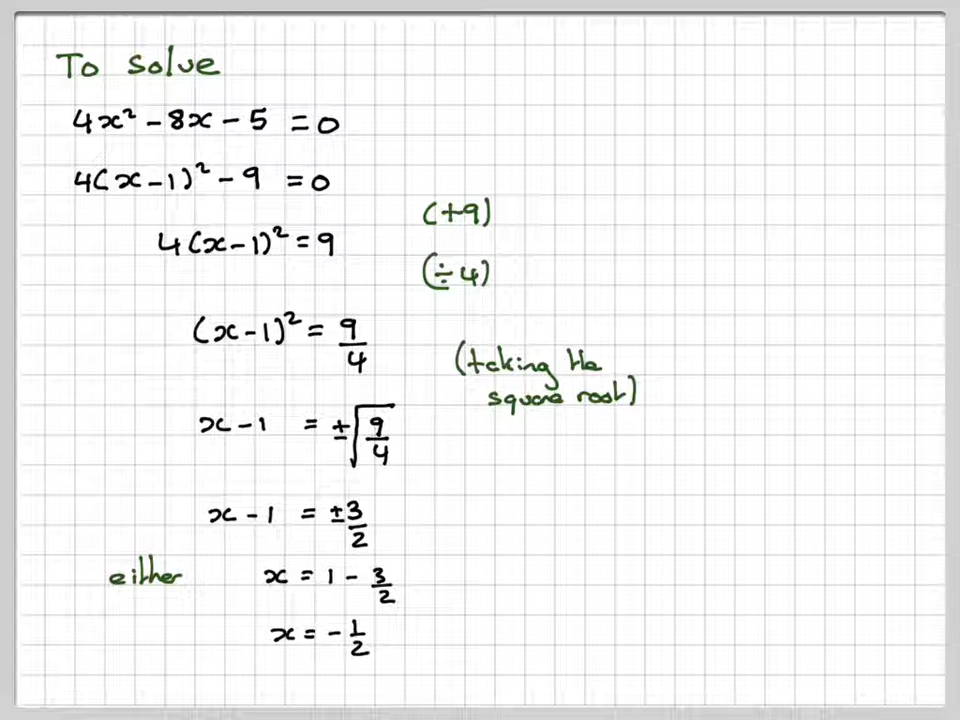 To solve
4x² - 8x - 5 = 0
4(x-1)² - 9 = 0
(+9)
4(x-1)² = 9
(÷4)
(x-1)² = 9/4
(taking the
square root)
x - 1 = ±√(9/4)
x - 1 = ±3/2
either x = 1 - 3/2
x = -1/2